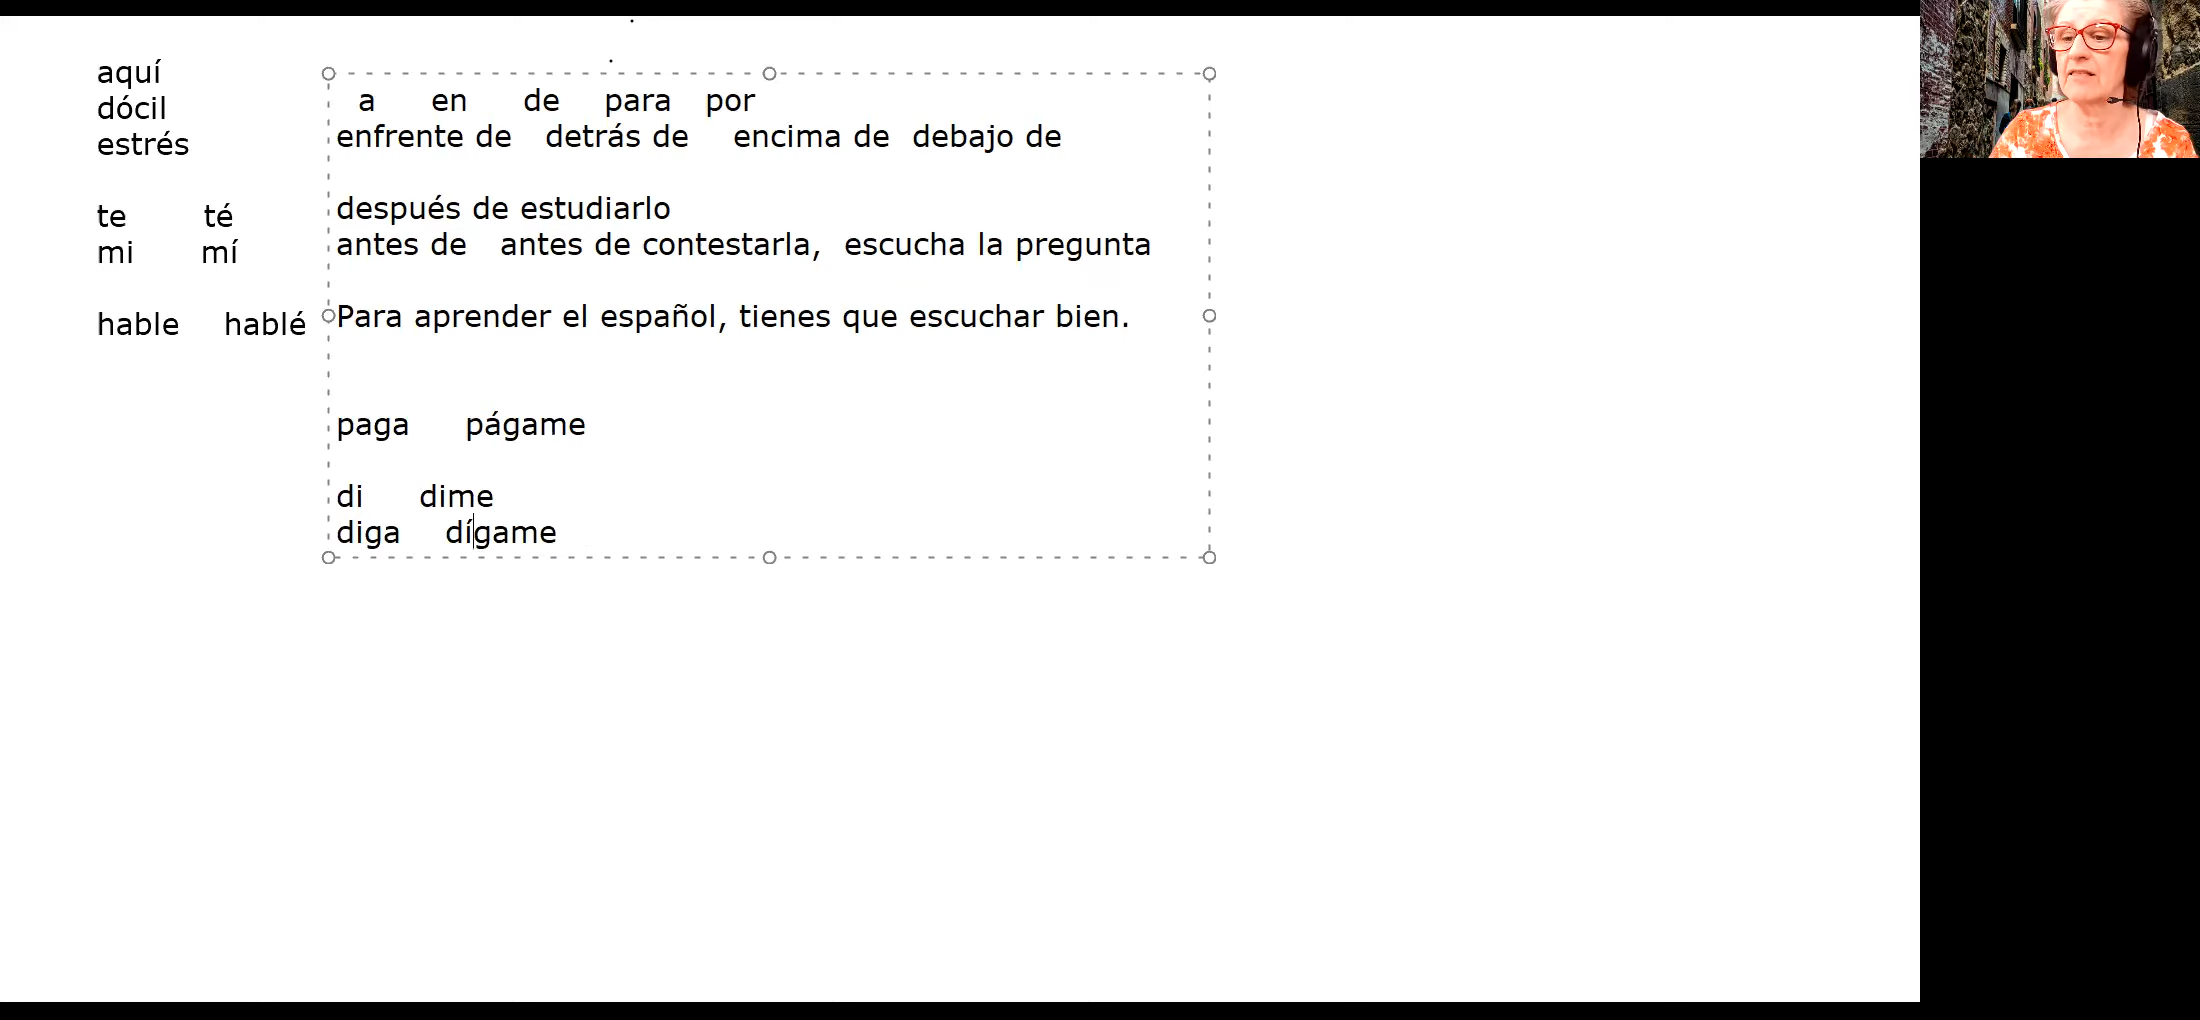 aquí
dócil
estrés
te té
mi mí
hable hablé
a en de para por
enfrente de detrás de encima de debajo de
después de estudiarlo
antes de antes de contestarla, escucha la pregunta
Para aprender el español, tienes que escuchar bien.
paga págame
di dime
diga dígame